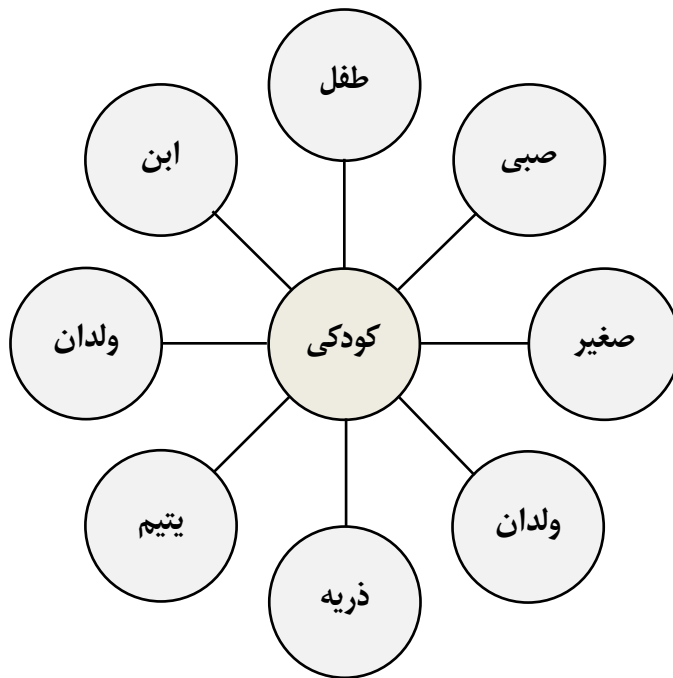 طفل
صبی
ابن
کودکی
صغیر
ولدان
ولدان
یتیم
ذریه